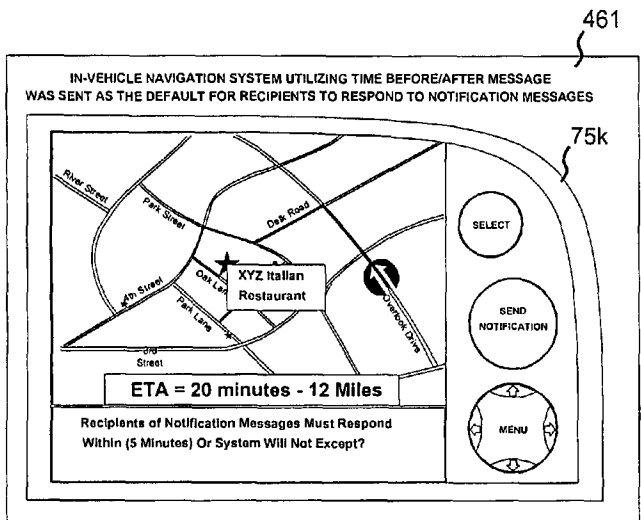 461
IN-VEHICLE NAVIGATION SYSTEM UTILIZING TIME BEFORE/AFTER MESSAGE
WAS SENT AS THE DEFAULT FOR RECIPIENTS TO RESPOND TO NOTIFICATION MESSAGES
75k
River Street
Park Street
Delk Road
SELECT
XYZ Italian
Restaurant
Oak Lan
4th Street
Park Lane
Overlook Drive
SEND
NOTIFICATION
3rd
Street
ETA = 20 minutes - 12 Miles
Recipients of Notification Messages Must Respond
Within (5 Minutes) Or System Will Not Except?
MENU